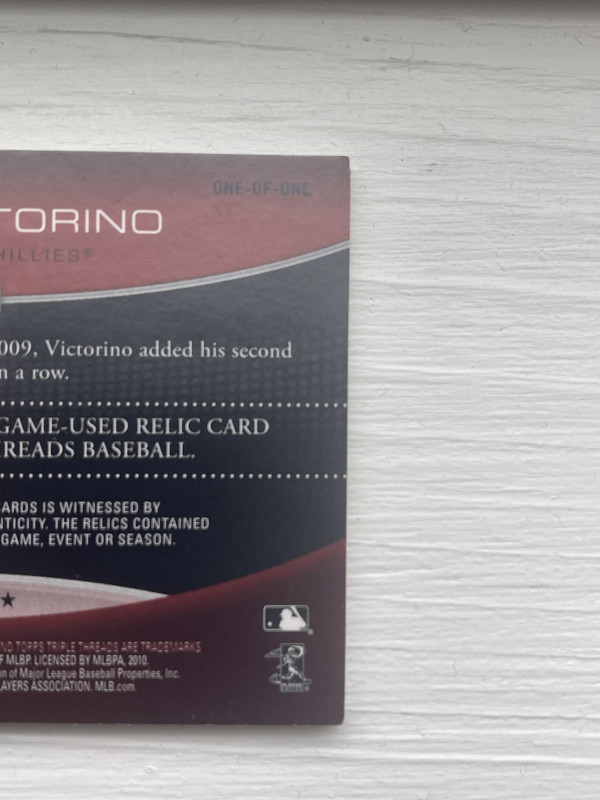 ONE-OF-ONE
TORINO
HILLIES®
009, Victorino added his second
n a row.
GAME-USED RELIC CARD
READS BASEBALL.
CARDS IS WITNESSED BY
NTICITY. THE RELICS CONTAINED
GAME, EVENT OR SEASON.
ND TOPPS TRIPLE THREADS ARE TRADEMARKS
F MLBP. LICENSED BY MLBPA, 2010.
n of Major League Baseball Properties, Inc.
AYERS ASSOCIATION. MLB.com.